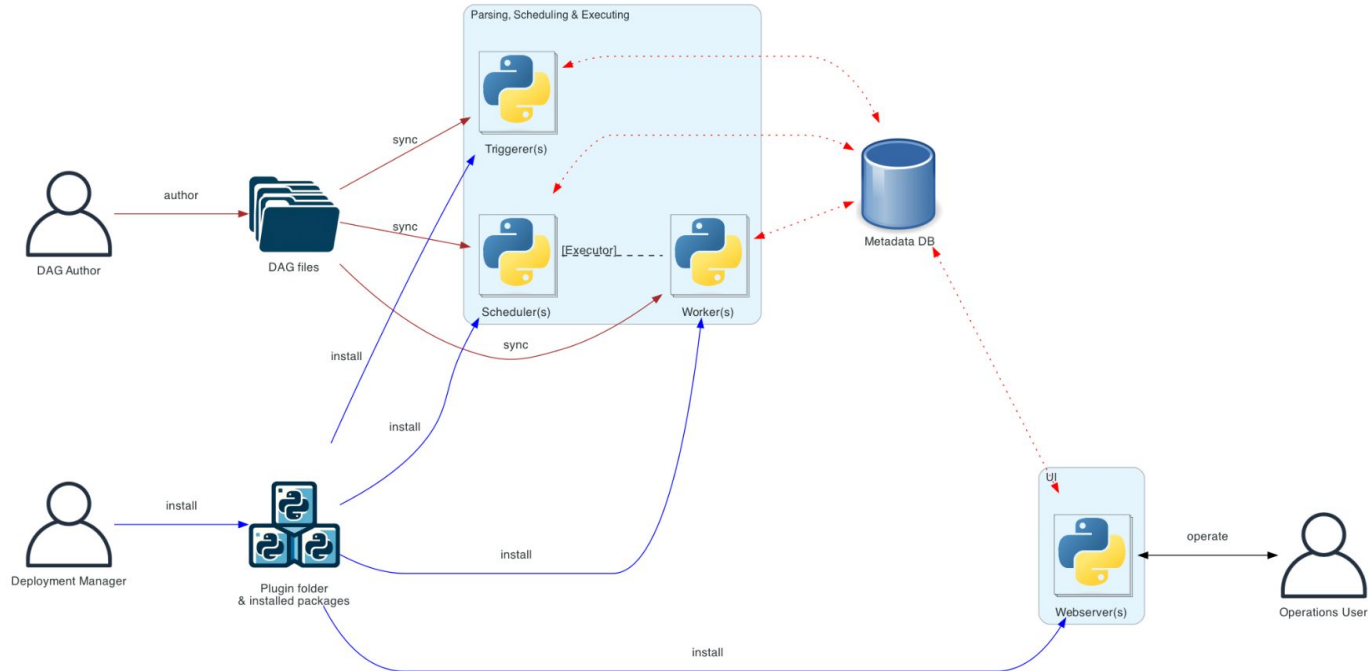 Parsing, Scheduling & Executing
Triggerer(s)
sync
author
sync
DAG Author
DAG files
[Executor]
Metadata DB
Scheduler(s)
Worker(s)
sync
install
install
UI
install
operate
install
Deployment Manager
Plugin folder
& installed packages
Webserver(s)
Operations User
install